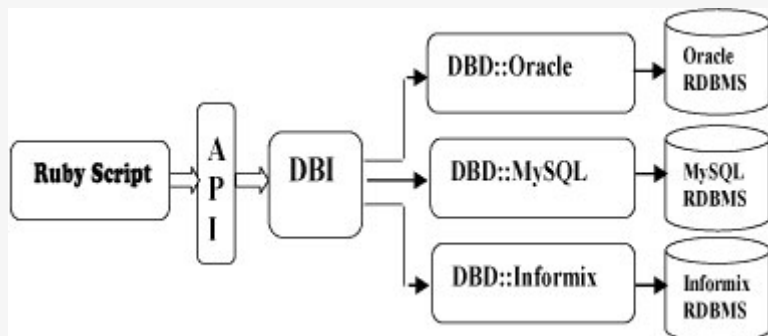 Ruby Script
A
P
I
DBI
DBD::Oracle
Oracle
RDBMS
DBD::MySQL
MySQL
RDBMS
DBD::Informix
Informix
RDBMS